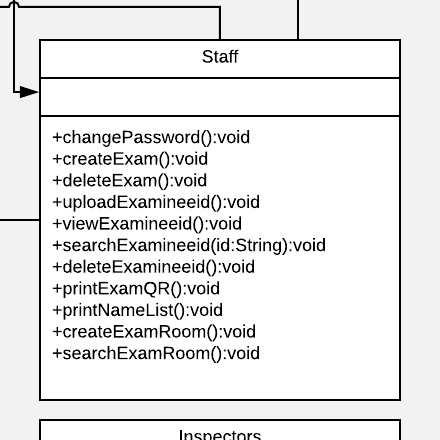 Staff
+changePassword():void
+createExam():void
+deleteExam():void
+uploadExamineeid():void
+viewExamineeid():void
+searchExamineeid(id:String):void
+deleteExamineeid():void
+printExamQR():void
+printNameList():void
+createExamRoom():void
+searchExamRoom():void
Inspectors